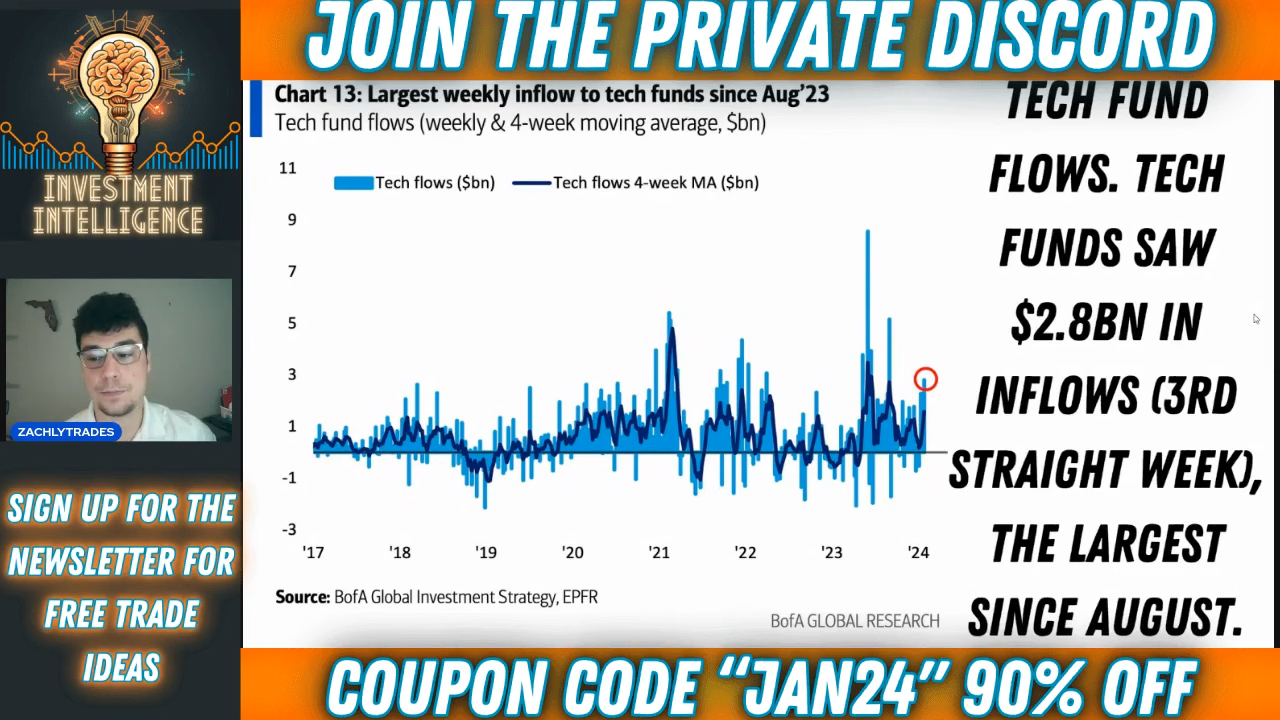 JOIN THE PRIVATE DISCORD
INVESTMENT
INTELLIGENCE
ZACHLYTRADES
SIGN UP FOR THE
NEWSLETTER FOR
FREE TRADE
IDEAS
Chart 13: Largest weekly inflow to tech funds since Aug'23
Tech fund flows (weekly & 4-week moving average, $bn)
Tech flows ($bn)
Tech flows 4-week MA ($bn)
11
9
7
5
3
1
-1
-3
'17 '18 '19 '20 '21 '22 '23 '24
Source: BofA Global Investment Strategy, EPFR
BofA GLOBAL RESEARCH
TECH FUND
FLOWS. TECH
FUNDS SAW
$2.8BN IN
INFLOWS (3RD
STRAIGHT WEEK),
THE LARGEST
SINCE AUGUST.
COUPON CODE "JAN24" 90% OFF